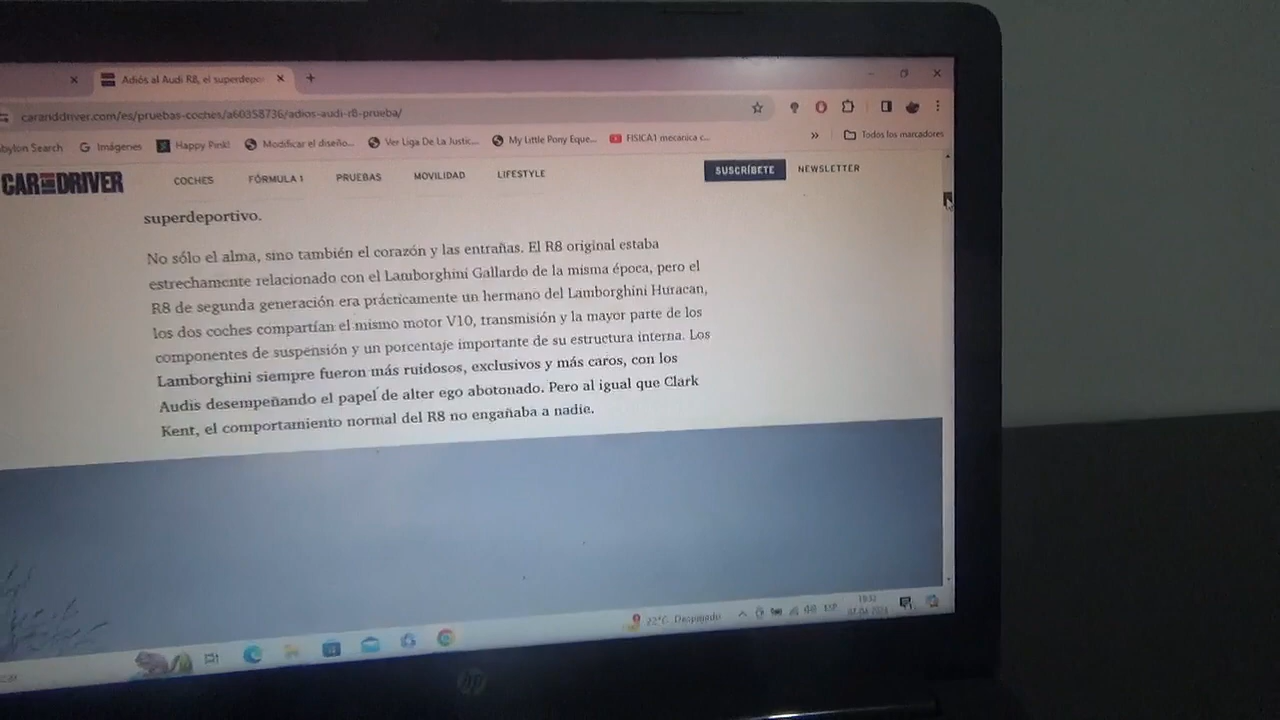 Adiós al Audi R8, el superdepor
caranddriver.com/es/pruebas-coches/a60358736/adios-audi-r8-prueba/
bylon Search
Imágenes
Happy Pink!
Modificar el diseño...
Ver Liga De La Justic...
My Little Pony Eque...
FISICA1 mecanica c...
Todos los marcadores
CAR AND DRIVER
COCHES
FÓRMULA 1
PRUEBAS
MOVILIDAD
LIFESTYLE
SUSCRÍBETE
NEWSLETTER
superdeportivo.
No sólo el alma, sino también el corazón y las entrañas. El R8 original estaba
estrechamente relacionado con el Lamborghini Gallardo de la misma época, pero el
R8 de segunda generación era prácticamente un hermano del Lamborghini Huracan,
los dos coches compartían el mismo motor V10, transmisión y la mayor parte de los
componentes de suspensión y un porcentaje importante de su estructura interna. Los
Lamborghini siempre fueron más ruidosos, exclusivos y más caros, con los
Audis desempeñando el papel de alter ego abotonado. Pero al igual que Clark
Kent, el comportamiento normal del R8 no engañaba a nadie.
22°C Despejado
ESP
hp